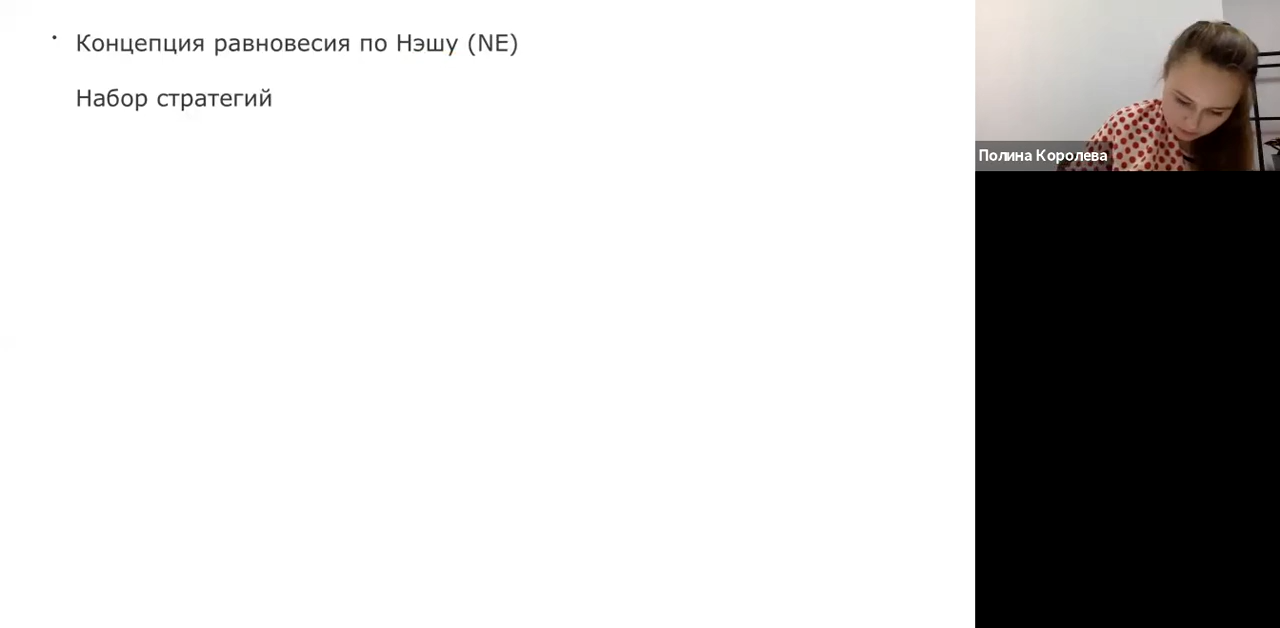 • Концепция равновесия по Нэшу (NE)
Набор стратегий
Полина Королева